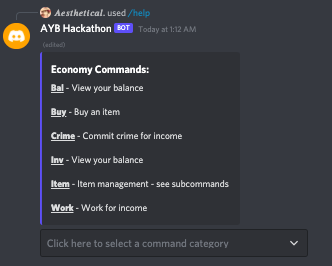 Aesthetical. used /help
AYB Hackathon BOT Today at 1:12 AM
(edited)
Economy Commands:
Bal - View your balance
Buy - Buy an item
Crime - Commit crime for income
Inv - View your balance
Item - Item management - see subcommands
Work - Work for income
Click here to select a command category